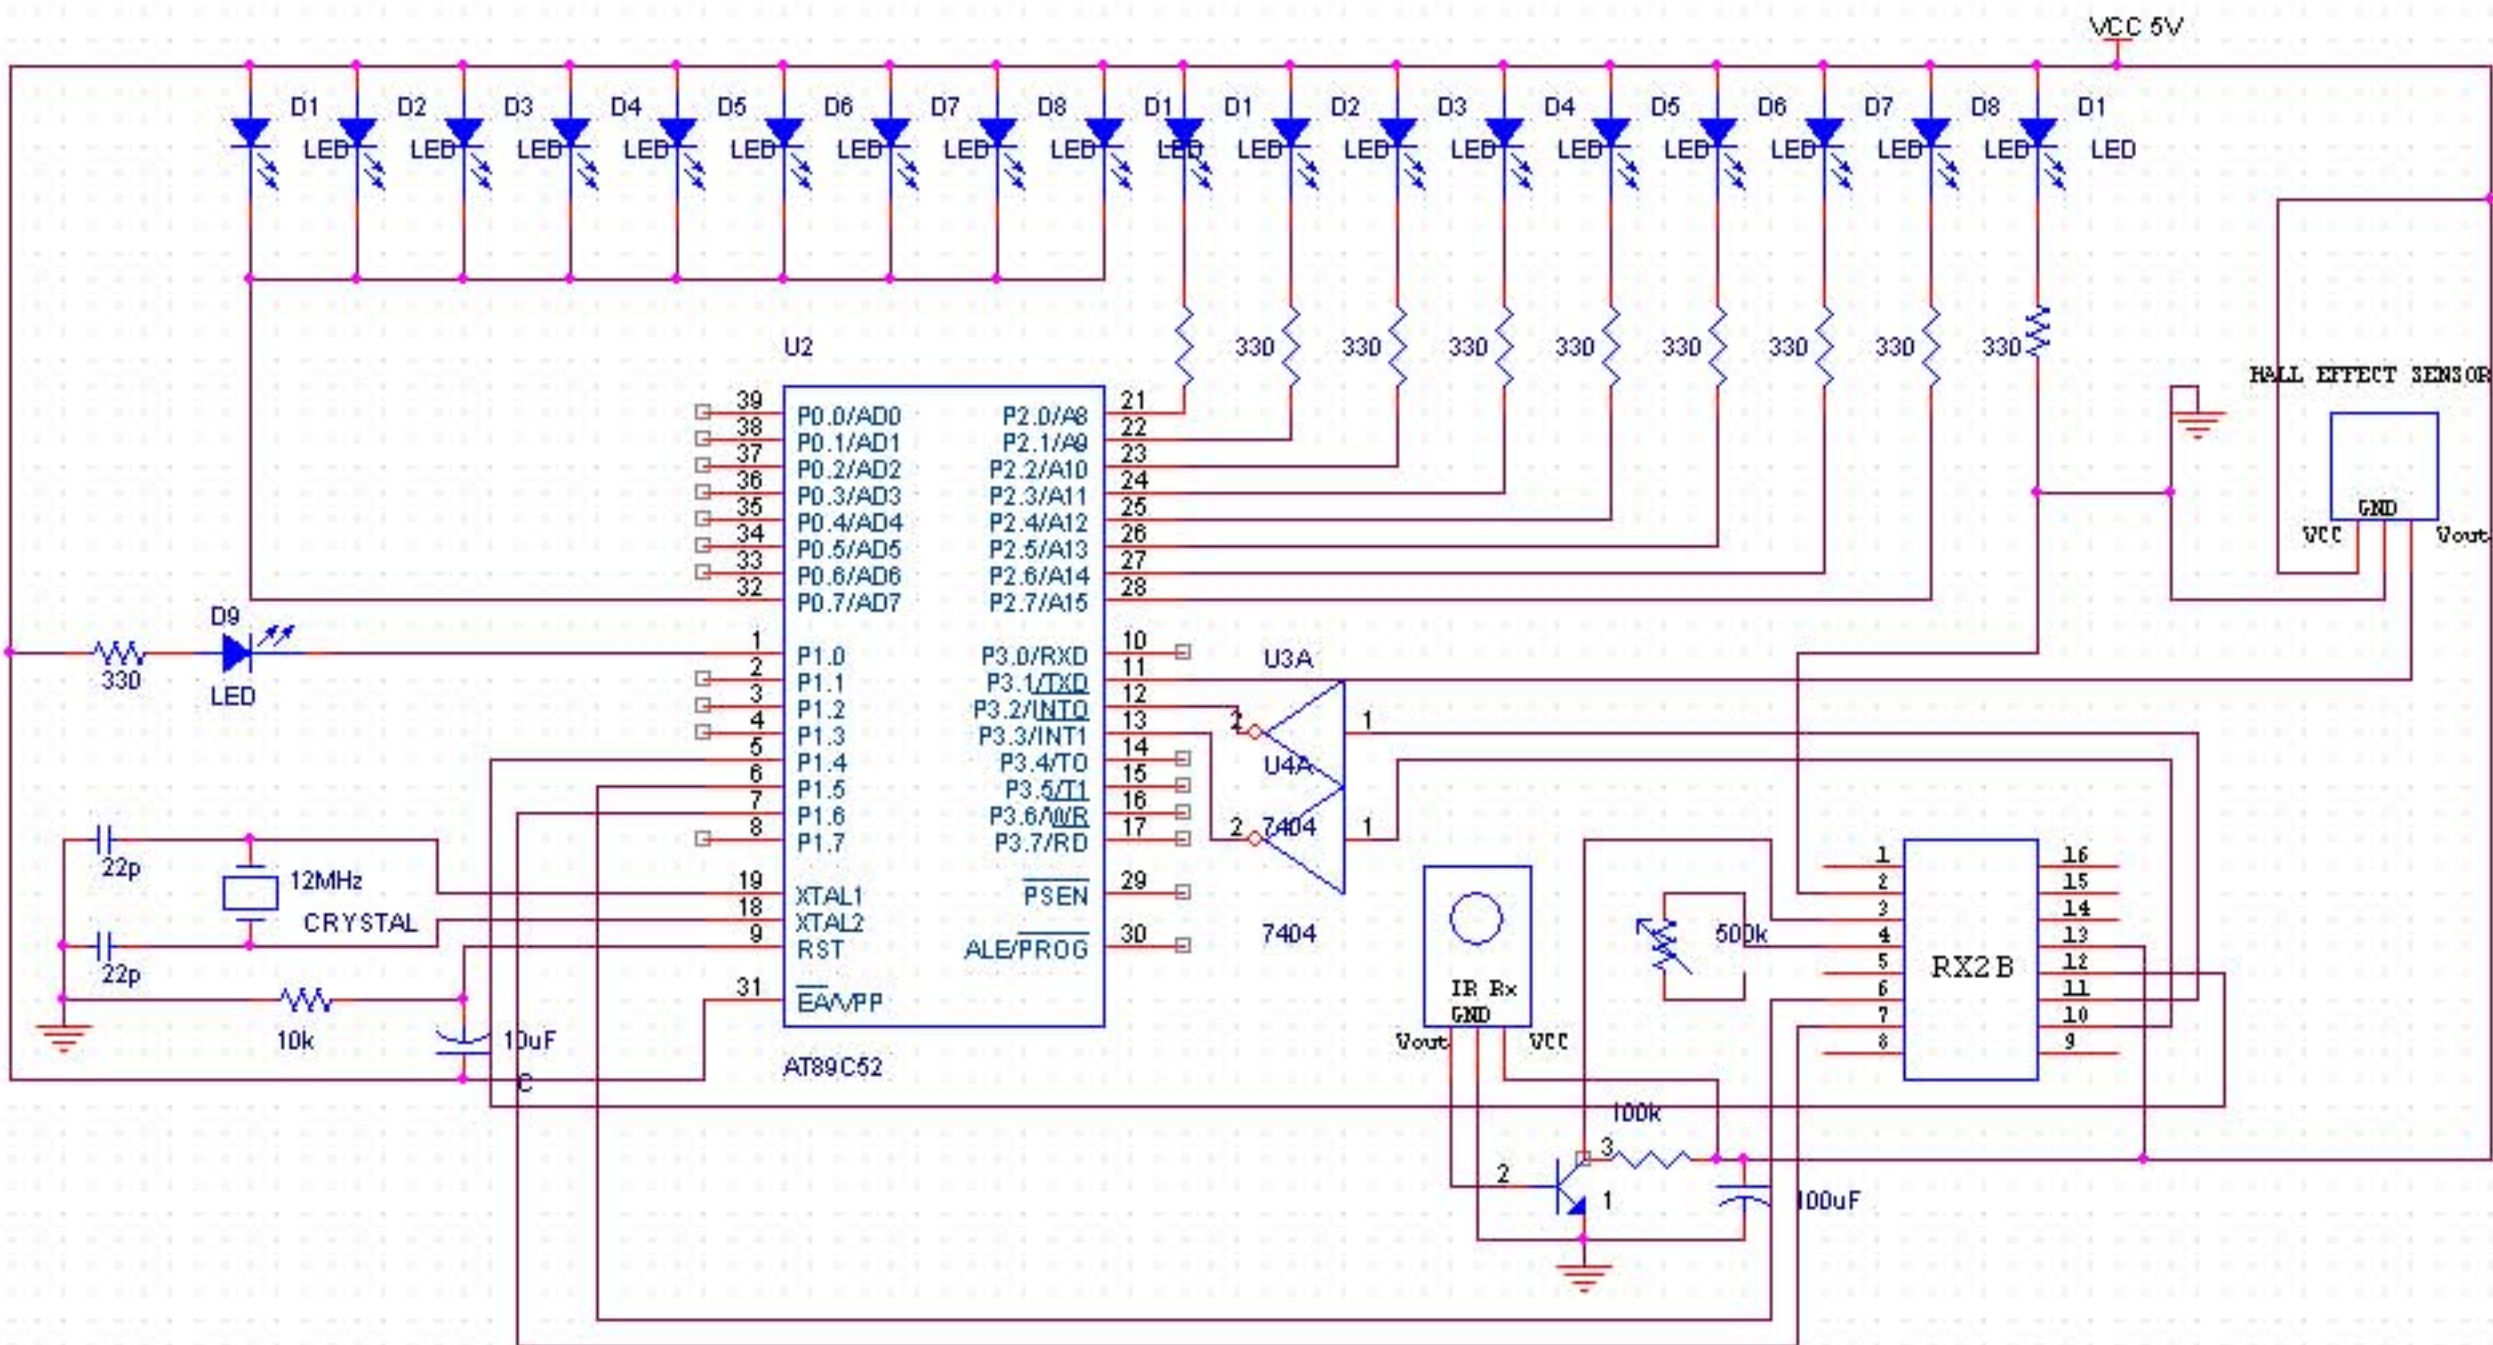 VCC 5V
D1 D2 D3 D4 D5 D6 D7 D8 D1 D1 D2 D3 D4 D5 D6 D7 D8 D1
LED LED LED LED LED LED LED LED LED LED LED LED LED LED LED LED LED LED
U2
330 330 330 330 330 330 330 330
HALL EFFECT SENSOR
GND
VCC
Vout
39 P0.0/AD0 P2.0/A8 21
38 P0.1/AD1 P2.1/A9 22
37 P0.2/AD2 P2.2/A10 23
36 P0.3/AD3 P2.3/A11 24
35 P0.4/AD4 P2.4/A12 25
34 P0.5/AD5 P2.5/A13 26
33 P0.6/AD6 P2.6/A14 27
32 P0.7/AD7 P2.7/A15 28
D9
330
LED
1 P1.0 P3.0/RXD 10
2 P1.1 P3.1/TXD 11
3 P1.2 P3.2/INT0 12
4 P1.3 P3.3/INT1 13
5 P1.4 P3.4/T0 14
6 P1.5 P3.5/T1 15
7 P1.6 P3.6/WR 16
8 P1.7 P3.7/RD 17
19 XTAL1 PSEN 29
18 XTAL2
9 RST ALE/PROG 30
31 EA/VPP
AT89C52
U3A
2 1
U4A
2 7404 1
7404
22p
12MHz
CRYSTAL
22p
10k
10uF
C
IR Rx
GND
Vout
VCC
500k
1 16
2 15
3 14
4 13
5 12
6 11
7 10
8 9
RX2B
100k
3
2
1
100uF